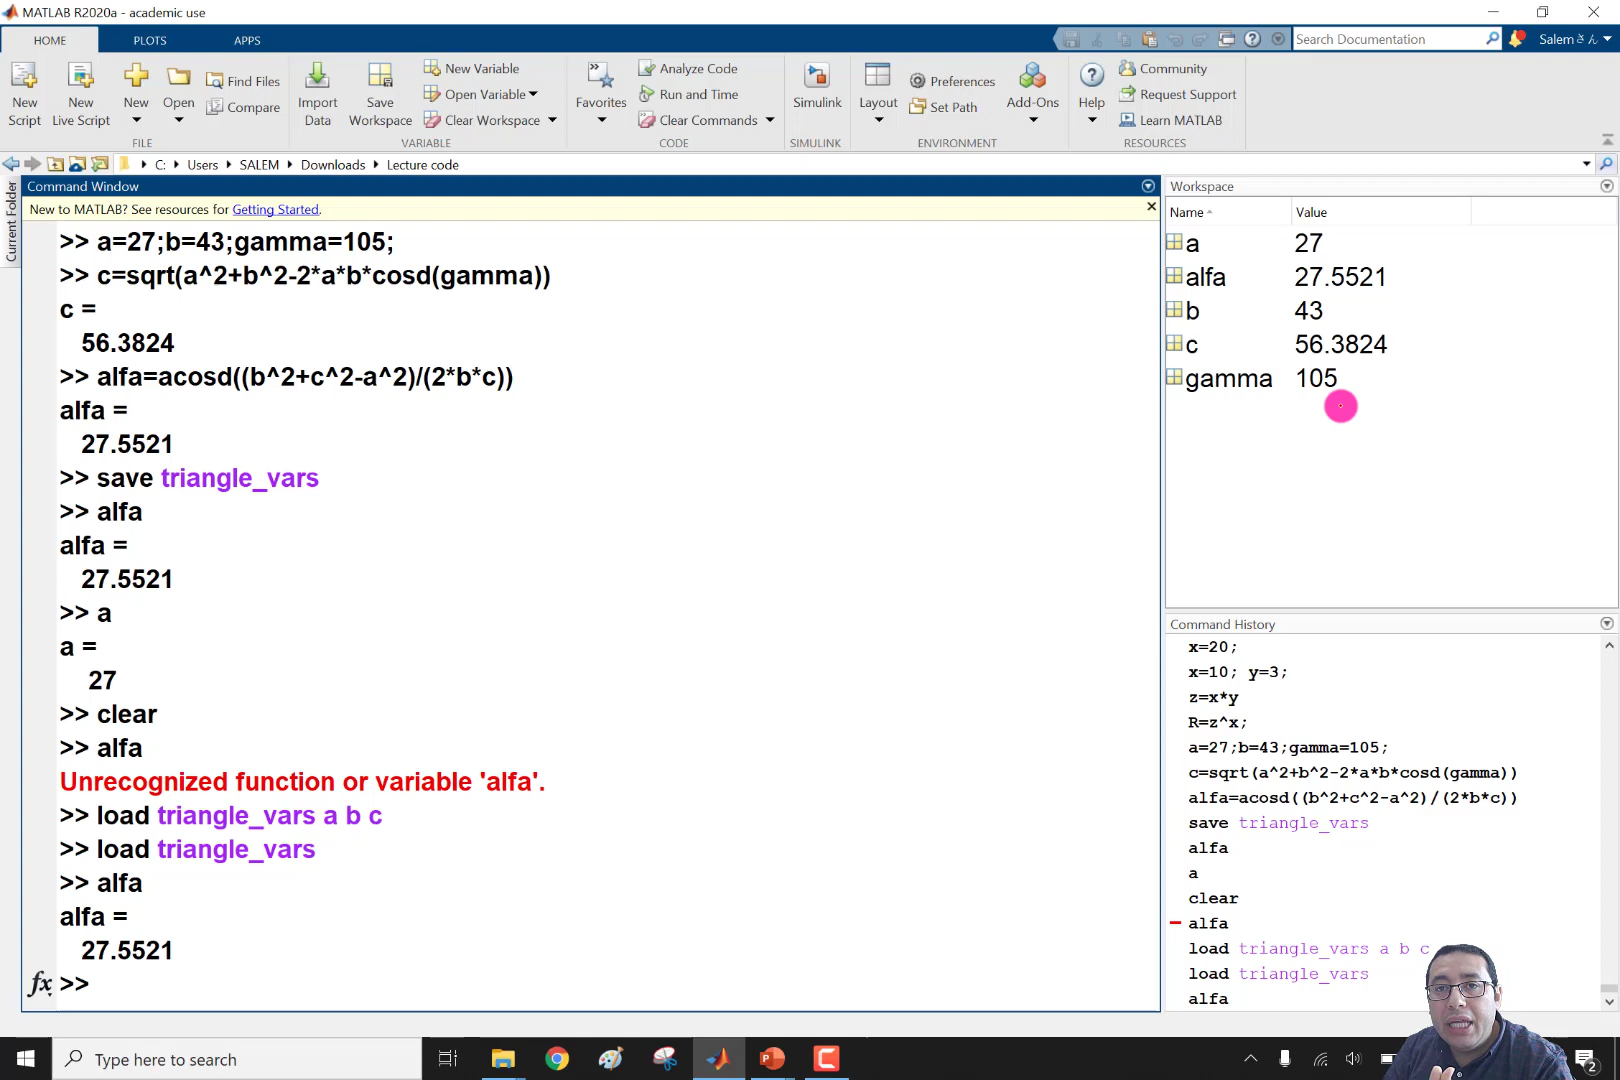 MATLAB R2020a - academic use
HOME
PLOTS
APPS
Search Documentation
Salemさん
New Script
New Live Script
New
Open
Find Files
Compare
Import Data
Save Workspace
New Variable
Open Variable
Clear Workspace
Favorites
Analyze Code
Run and Time
Clear Commands
Simulink
Layout
Preferences
Set Path
Add-Ons
Help
Community
Request Support
Learn MATLAB
FILE
VARIABLE
CODE
SIMULINK
ENVIRONMENT
RESOURCES
C: Users SALEM Downloads Lecture code
Current Folder
Command Window
New to MATLAB? See resources for Getting Started.
>> a=27;b=43;gamma=105;
>> c=sqrt(a^2+b^2-2*a*b*cosd(gamma))
c =
56.3824
>> alfa=acosd((b^2+c^2-a^2)/(2*b*c))
alfa =
27.5521
>> save triangle_vars
>> alfa
alfa =
27.5521
>> a
a =
27
>> clear
>> alfa
Unrecognized function or variable 'alfa'.
>> load triangle_vars a b c
>> load triangle_vars
>> alfa
alfa =
27.5521
fx >>
Workspace
Name Value
a 27
alfa 27.5521
b 43
c 56.3824
gamma 105
Command History
x=20;
x=10; y=3;
z=x*y
R=z^x;
a=27;b=43;gamma=105;
c=sqrt(a^2+b^2-2*a*b*cosd(gamma))
alfa=acosd((b^2+c^2-a^2)/(2*b*c))
save triangle_vars
alfa
a
clear
alfa
load triangle_vars a b c
load triangle_vars
alfa
Type here to search
2